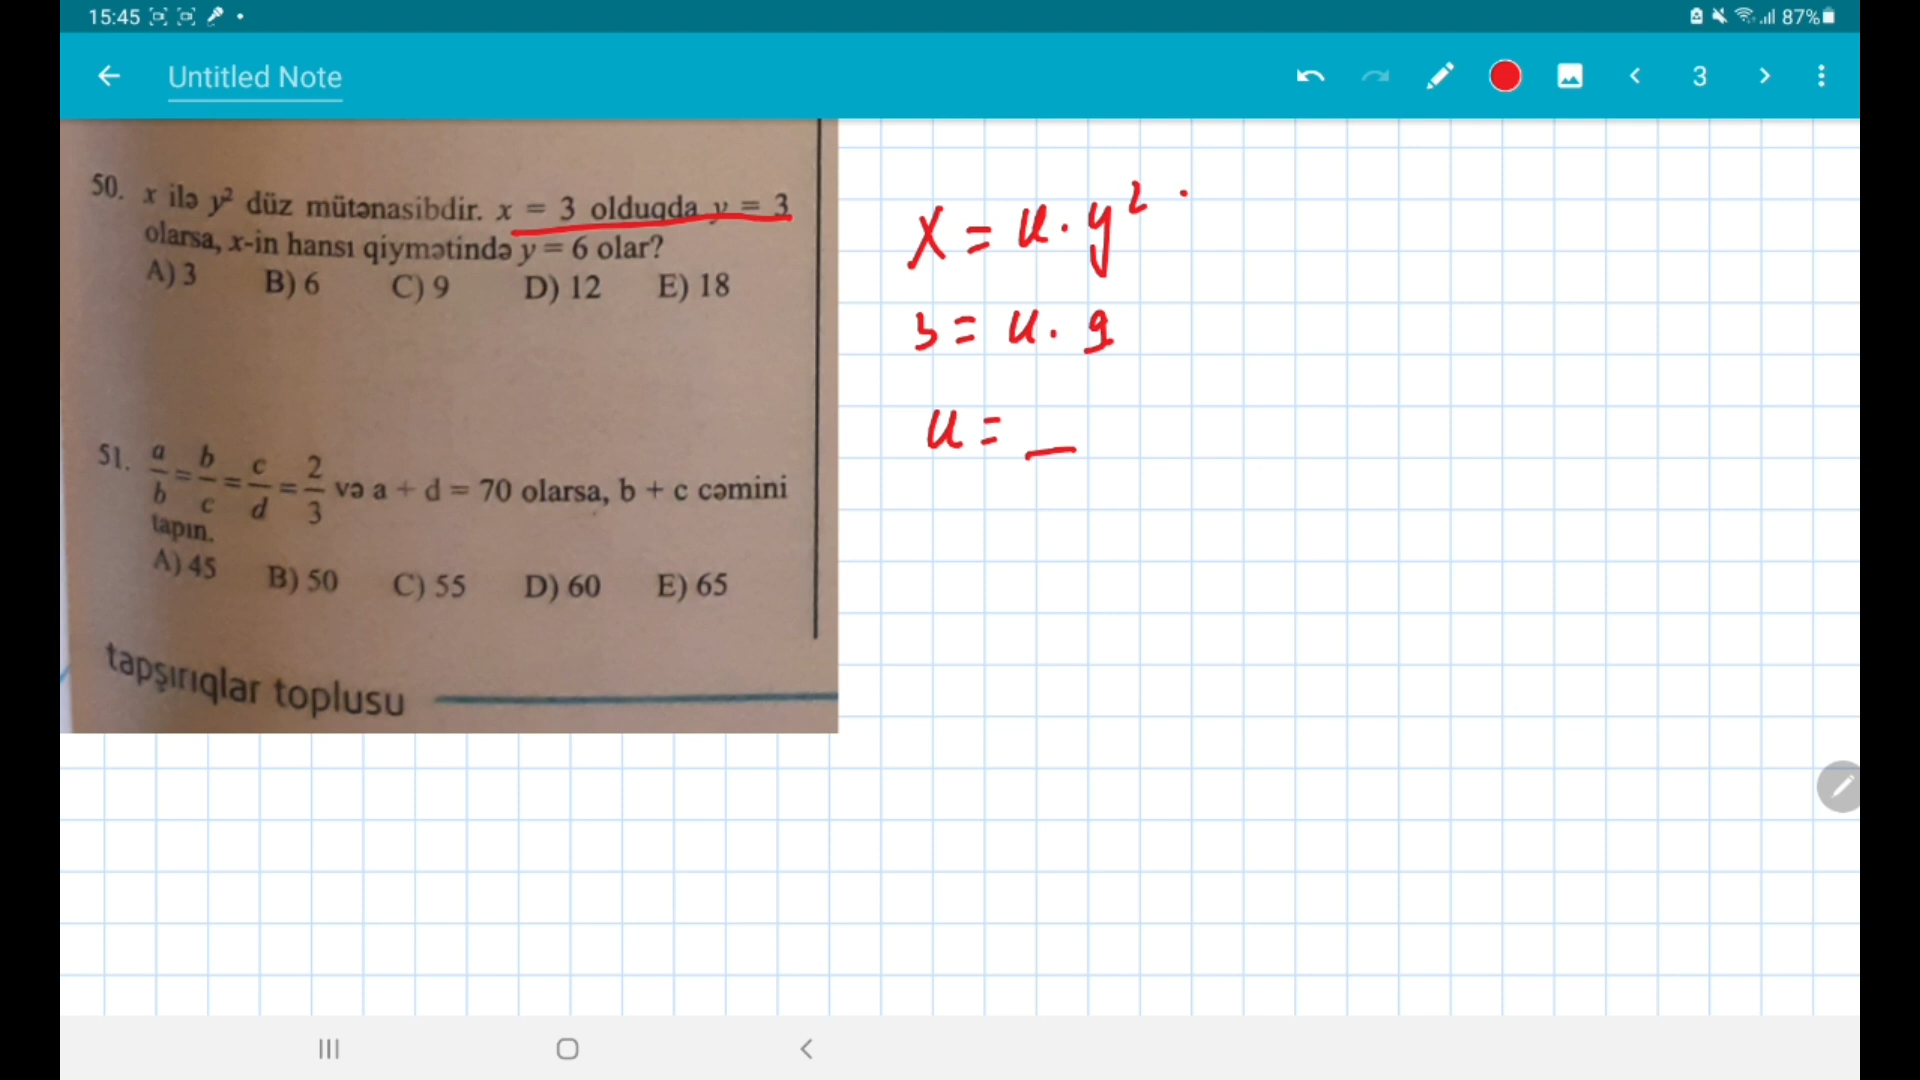 15:45
87%
Untitled Note
3
50. x ilə y² düz mütənasibdir. x = 3 olduqda y = 3
olarsa, x-in hansı qiymətində y = 6 olar?
A) 3 B) 6 C) 9 D) 12 E) 18
51. a/b = b/c = c/d = 2/3 və a + d = 70 olarsa, b + c cəmini
tapın.
A) 45 B) 50 C) 55 D) 60 E) 65
tapşırıqlar toplusu
x = k · y² ·
3 = k · 9
k = _